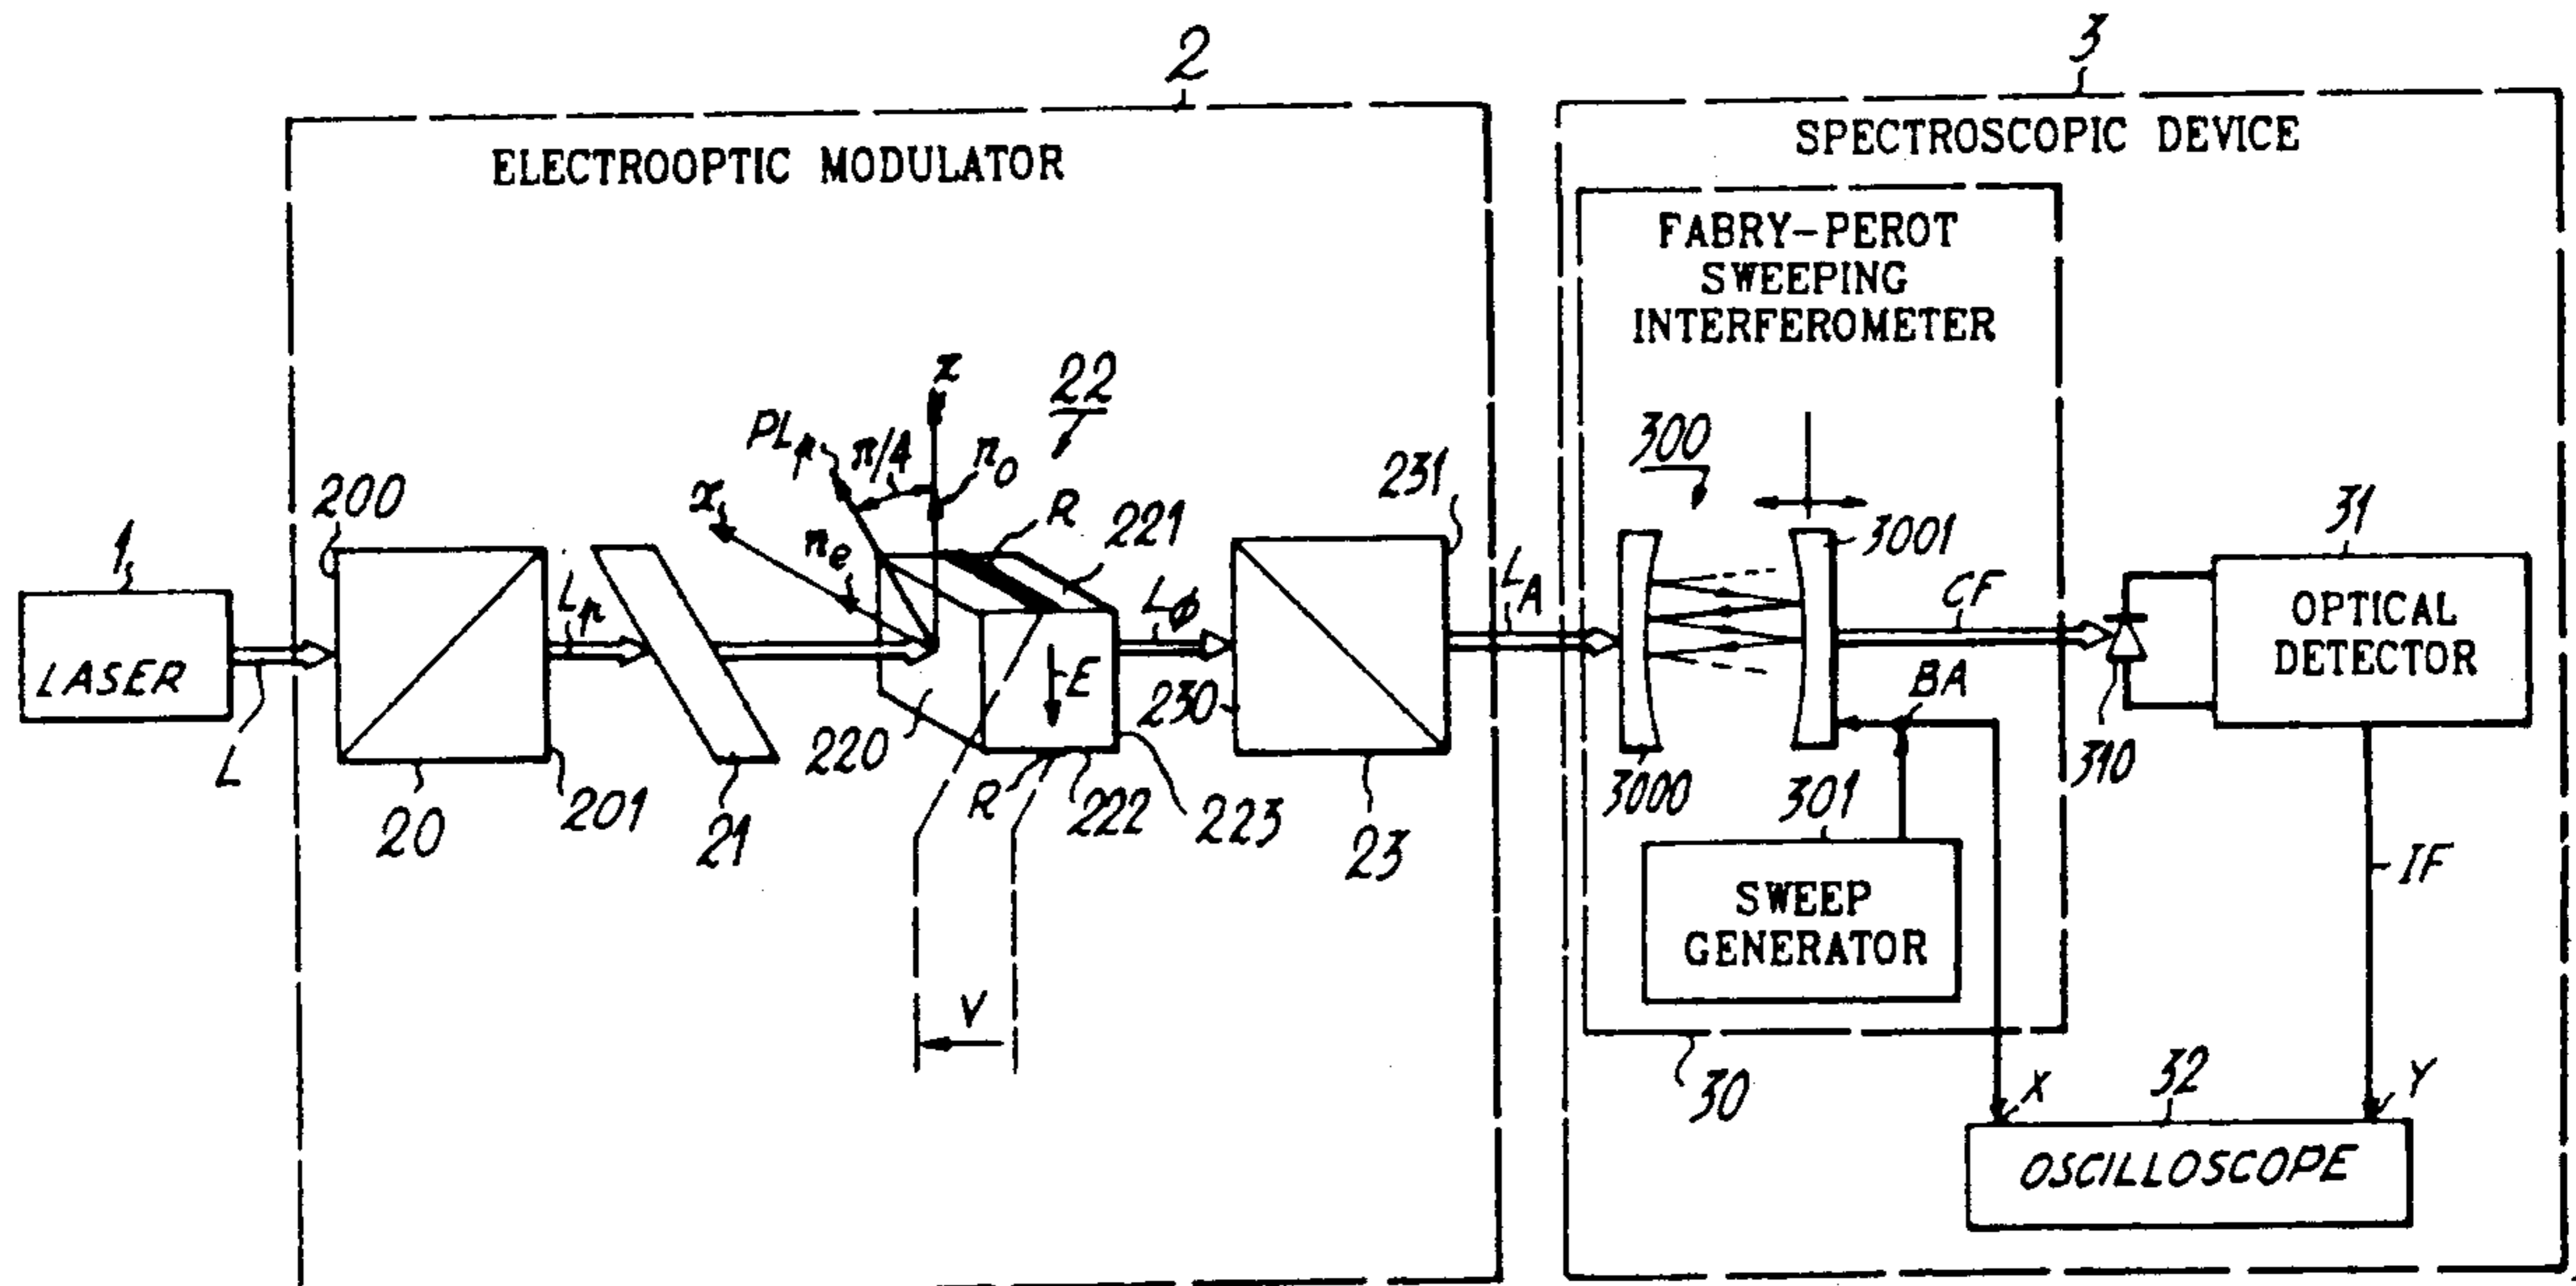 2
3
ELECTROOPTIC MODULATOR
SPECTROSCOPIC DEVICE
FABRY-PEROT
SWEEPING
INTERFEROMETER
z
22
PLp
π/4
n0
x
ne
R
221
231
300
3001
31
200
1
LASER
L
Lp
20
201
21
220
E
R
222
223
Lϕ
230
23
LA
3000
CF
BA
310
OPTICAL
DETECTOR
301
SWEEP
GENERATOR
IF
V
30
X
32
Y
OSCILLOSCOPE